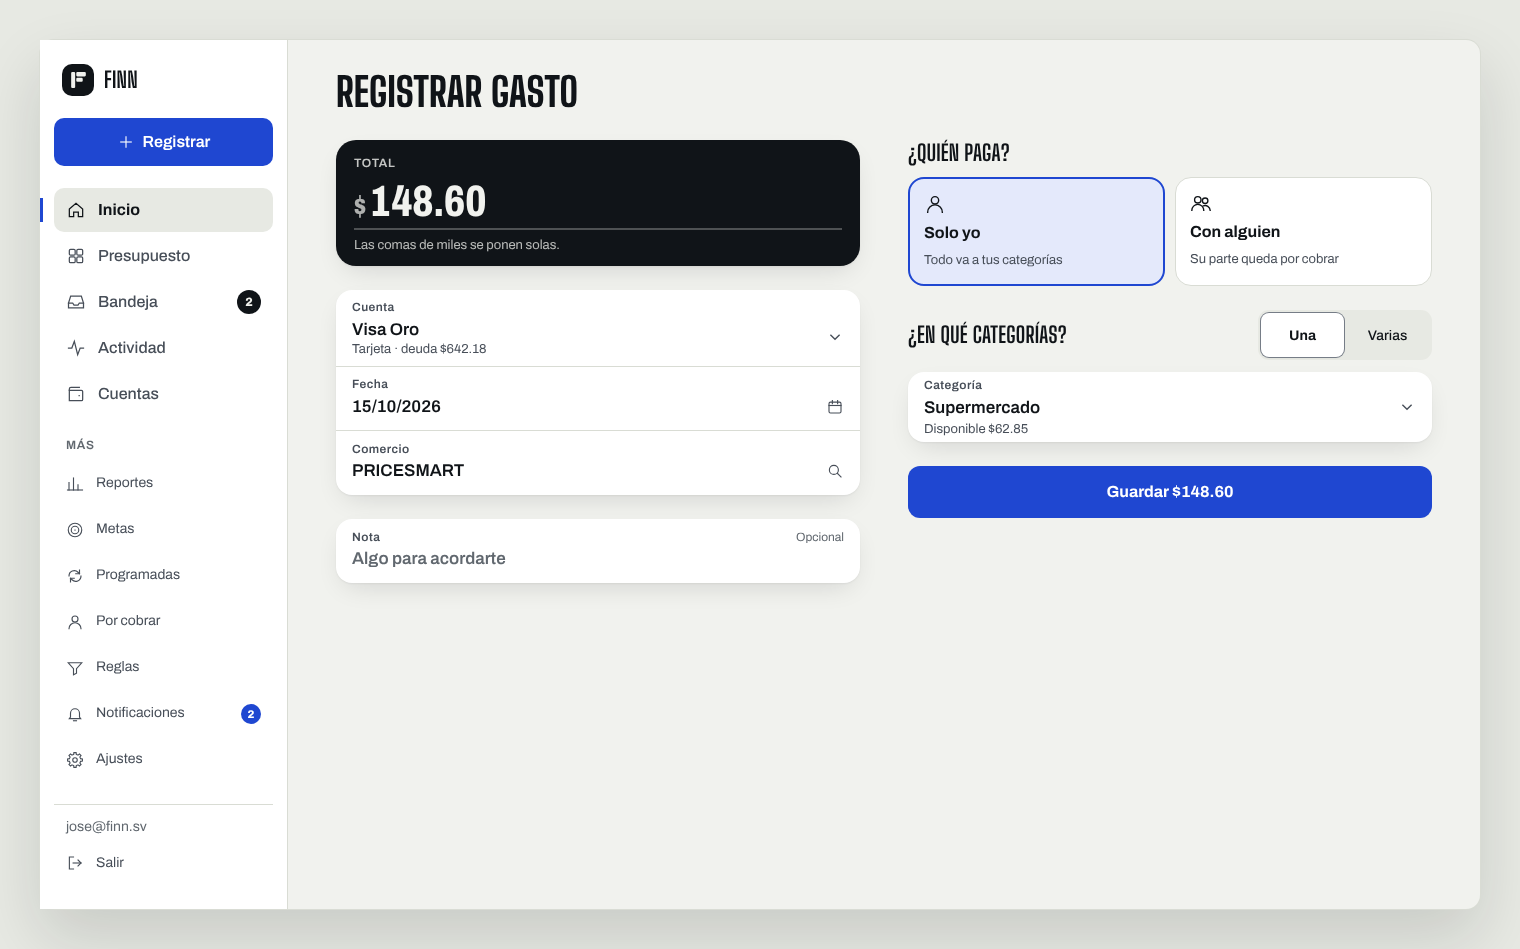 FINN
Registrar
Inicio
Presupuesto
Bandeja 2
Actividad
Cuentas
MÁS
Reportes
Metas
Programadas
Por cobrar
Reglas
Notificaciones 2
Ajustes
jose@finn.sv
Salir
REGISTRAR GASTO
TOTAL
$148.60
Las comas de miles se ponen solas.
Cuenta
Visa Oro
Tarjeta · deuda $642.18
Fecha
15/10/2026
Comercio
PRICESMART
Nota Opcional
Algo para acordarte
¿QUIÉN PAGA?
Solo yo
Todo va a tus categorías
Con alguien
Su parte queda por cobrar
¿EN QUÉ CATEGORÍAS? Una Varias
Categoría
Supermercado
Disponible $62.85
Guardar $148.60